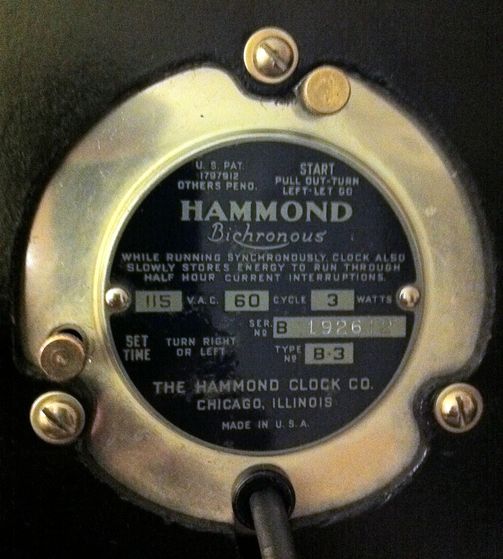 U. S. PAT.
1797912
OTHERS PEND.
START
PULL OUT-TURN
LEFT-LET GO
HAMMOND
Bichronous
WHILE RUNNING SYNCHRONOUSLY, CLOCK ALSO
SLOWLY STORES ENERGY TO RUN THROUGH
HALF HOUR CURRENT INTERRUPTIONS.
115 V.A.C. 60 CYCLE 3 WATTS
SER. Nº B
SET TIME
TURN RIGHT
OR LEFT
TYPE Nº B-3
THE HAMMOND CLOCK CO.
CHICAGO, ILLINOIS
MADE IN U.S.A.